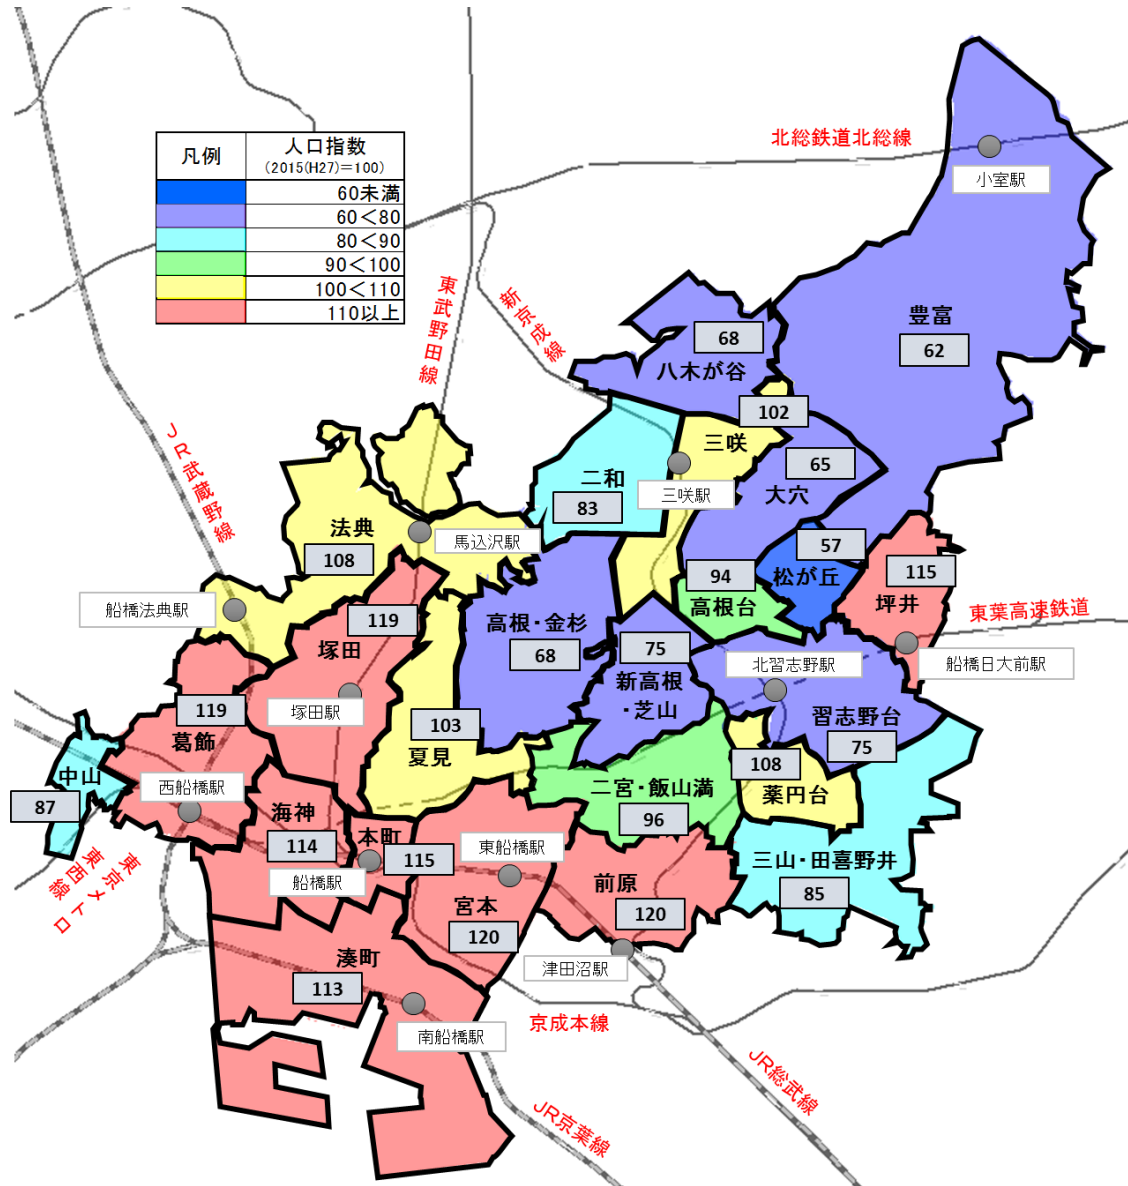 北総鉄道北総線
小室駅
凡例
人口指数
(2015(H27)=100)
60未満
60＜80
80＜90
90＜100
100＜110
110以上
東武野田線
新京成線
豊富
62
68
八木が谷
102
三咲
65
大穴
三咲駅
二和
83
JR武蔵野線
法典
108
馬込沢駅
57
松が丘
115
坪井
94
高根台
船橋法典駅
東葉高速鉄道
119
塚田
高根・金杉
68
75
新高根
・芝山
北習志野駅
船橋日大前駅
塚田駅
119
葛飾
103
夏見
習志野台
75
中山
87
西船橋駅
108
薬円台
二宮・飯山満
96
海神
114
本町
115
船橋駅
東船橋駅
三山・田喜野井
85
東京メトロ
東西線
前原
120
宮本
120
津田沼駅
湊町
113
南船橋駅
京成本線
JR総武線
JR京葉線